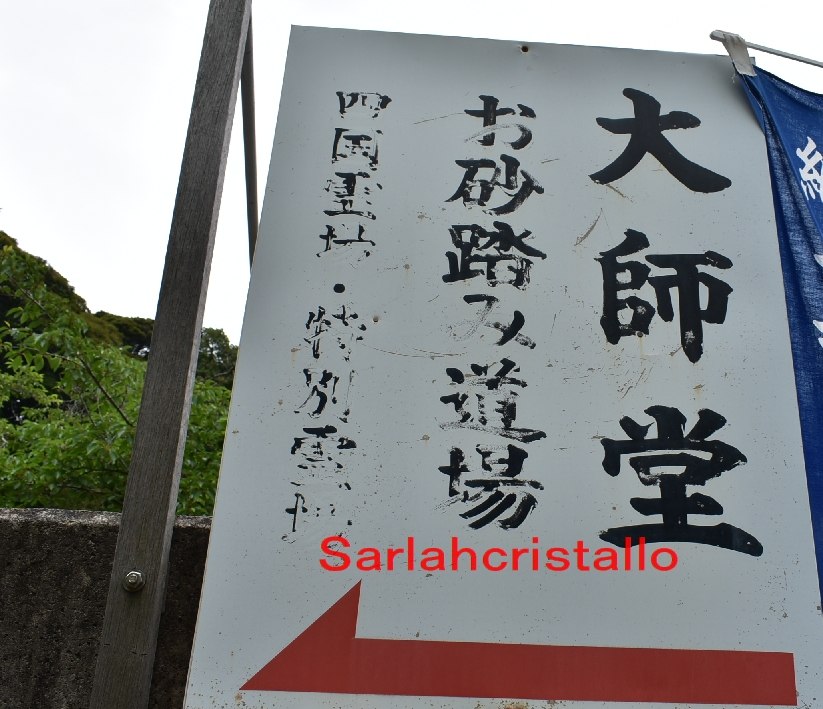 大師堂
お砂踏み道場
四国霊場・特別霊場
Sarlahcristallo